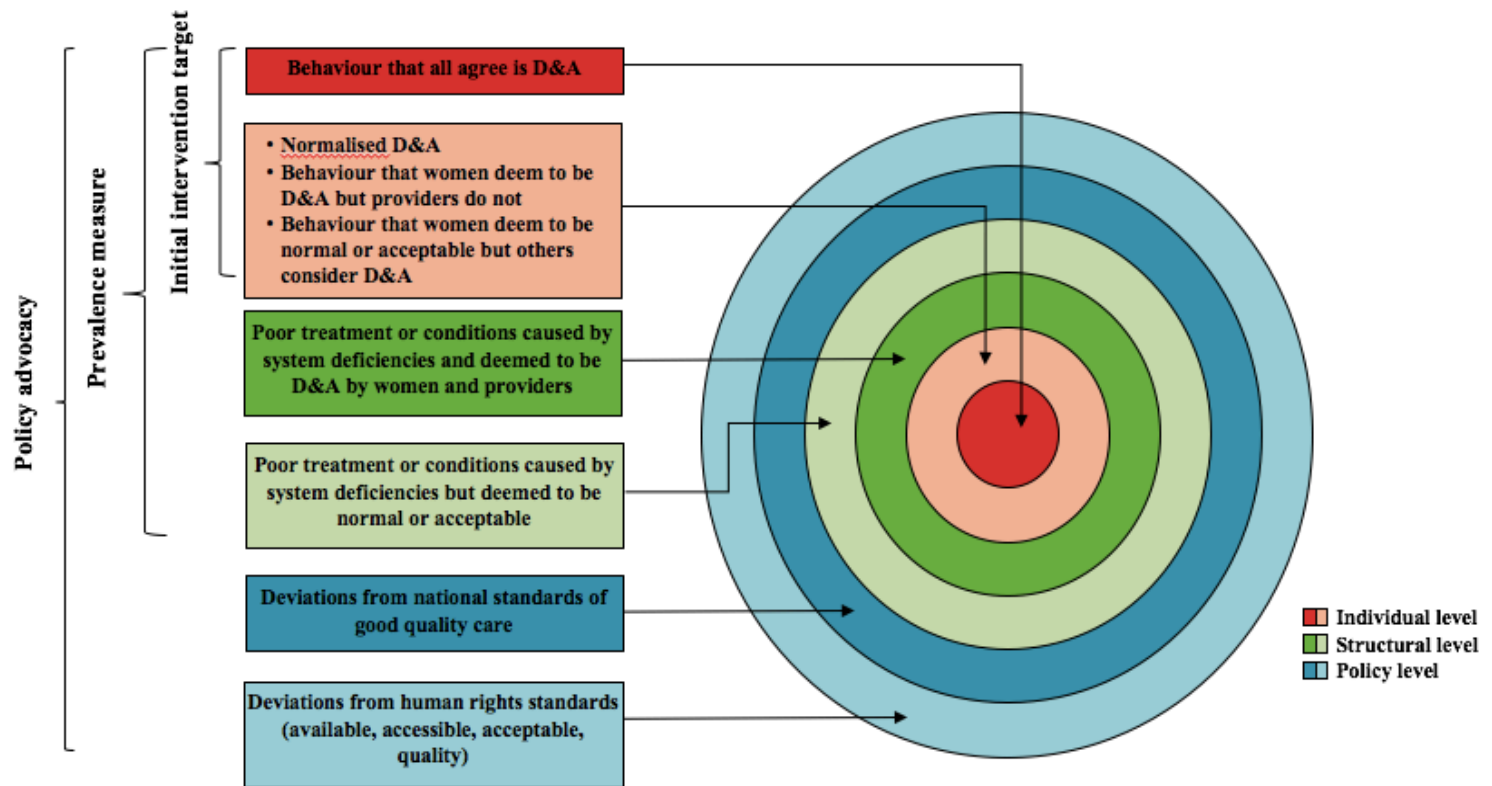 Policy advocacy
Prevalence measure
Initial intervention target
Behaviour that all agree is D&A
• Normalised D&A
• Behaviour that women deem to be
D&A but providers do not
• Behaviour that women deem to be
normal or acceptable but others
consider D&A
Poor treatment or conditions caused by
system deficiencies and deemed to be
D&A by women and providers
Poor treatment or conditions caused by
system deficiencies but deemed to be
normal or acceptable
Deviations from national standards of
good quality care
Deviations from human rights standards
(available, accessible, acceptable,
quality)
Individual level
Structural level
Policy level